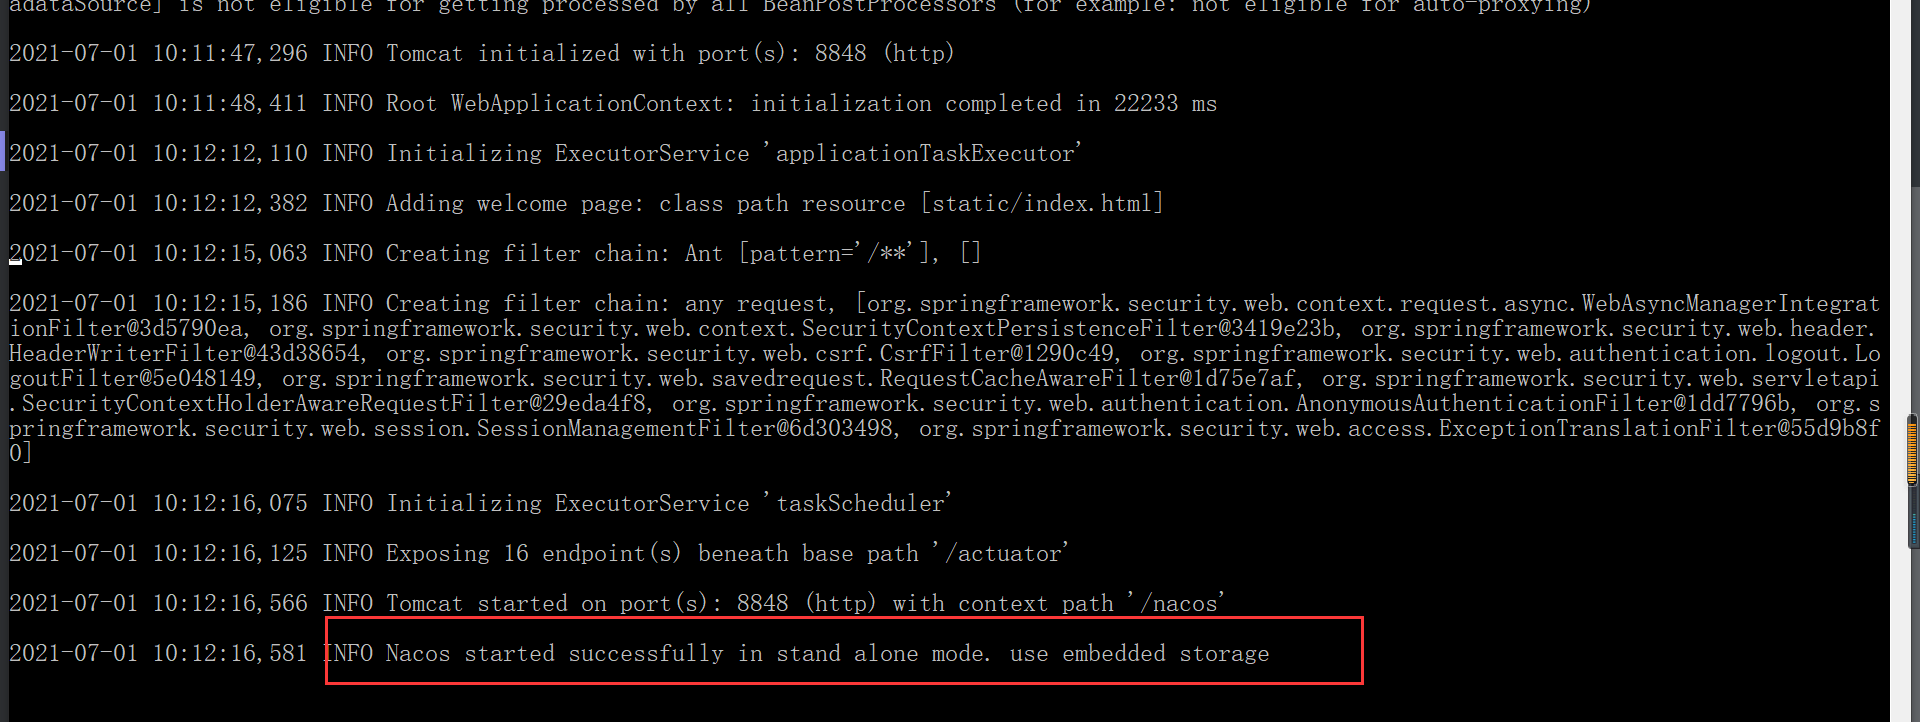 adataSource] is not eligible for getting processed by all BeanPostProcessors (for example: not eligible for auto-proxying)
2021-07-01 10:11:47,296 INFO Tomcat initialized with port(s): 8848 (http)
2021-07-01 10:11:48,411 INFO Root WebApplicationContext: initialization completed in 22233 ms
2021-07-01 10:12:12,110 INFO Initializing ExecutorService 'applicationTaskExecutor'
2021-07-01 10:12:12,382 INFO Adding welcome page: class path resource [static/index.html]
2021-07-01 10:12:15,063 INFO Creating filter chain: Ant [pattern='/**'], []
2021-07-01 10:12:15,186 INFO Creating filter chain: any request, [org.springframework.security.web.context.request.async.WebAsyncManagerIntegrat
ionFilter@3d5790ea, org.springframework.security.web.context.SecurityContextPersistenceFilter@3419e23b, org.springframework.security.web.header.
HeaderWriterFilter@43d38654, org.springframework.security.web.csrf.CsrfFilter@1290c49, org.springframework.security.web.authentication.logout.Lo
goutFilter@5e048149, org.springframework.security.web.savedrequest.RequestCacheAwareFilter@1d75e7af, org.springframework.security.web.servletapi
.SecurityContextHolderAwareRequestFilter@29eda4f8, org.springframework.security.web.authentication.AnonymousAuthenticationFilter@1dd7796b, org.s
pringframework.security.web.session.SessionManagementFilter@6d303498, org.springframework.security.web.access.ExceptionTranslationFilter@55d9b8f
0]
2021-07-01 10:12:16,075 INFO Initializing ExecutorService 'taskScheduler'
2021-07-01 10:12:16,125 INFO Exposing 16 endpoint(s) beneath base path '/actuator'
2021-07-01 10:12:16,566 INFO Tomcat started on port(s): 8848 (http) with context path '/nacos'
2021-07-01 10:12:16,581 INFO Nacos started successfully in stand alone mode. use embedded storage